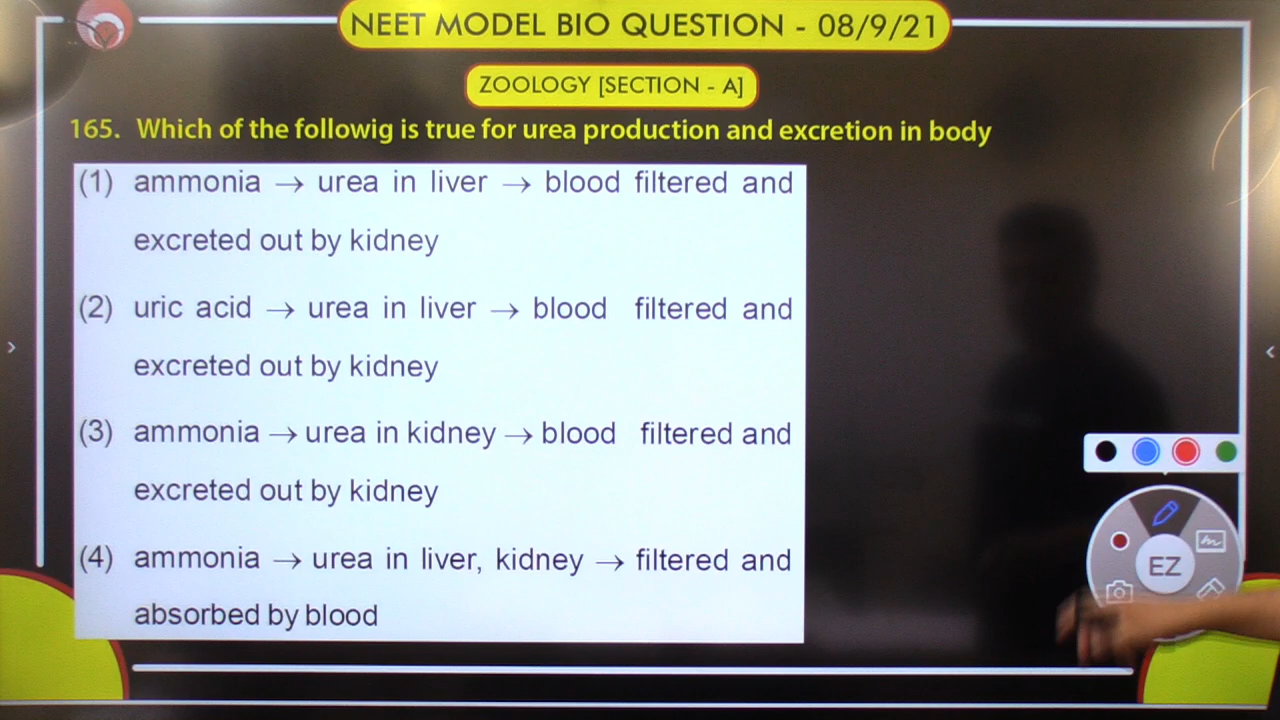 NEET MODEL BIO QUESTION - 08/9/21
ZOOLOGY [SECTION - A]
165. Which of the followig is true for urea production and excretion in body
(1) ammonia → urea in liver → blood filtered and
excreted out by kidney
(2) uric acid → urea in liver → blood filtered and
excreted out by kidney
(3) ammonia → urea in kidney → blood filtered and
excreted out by kidney
(4) ammonia → urea in liver, kidney → filtered and
absorbed by blood
EZ